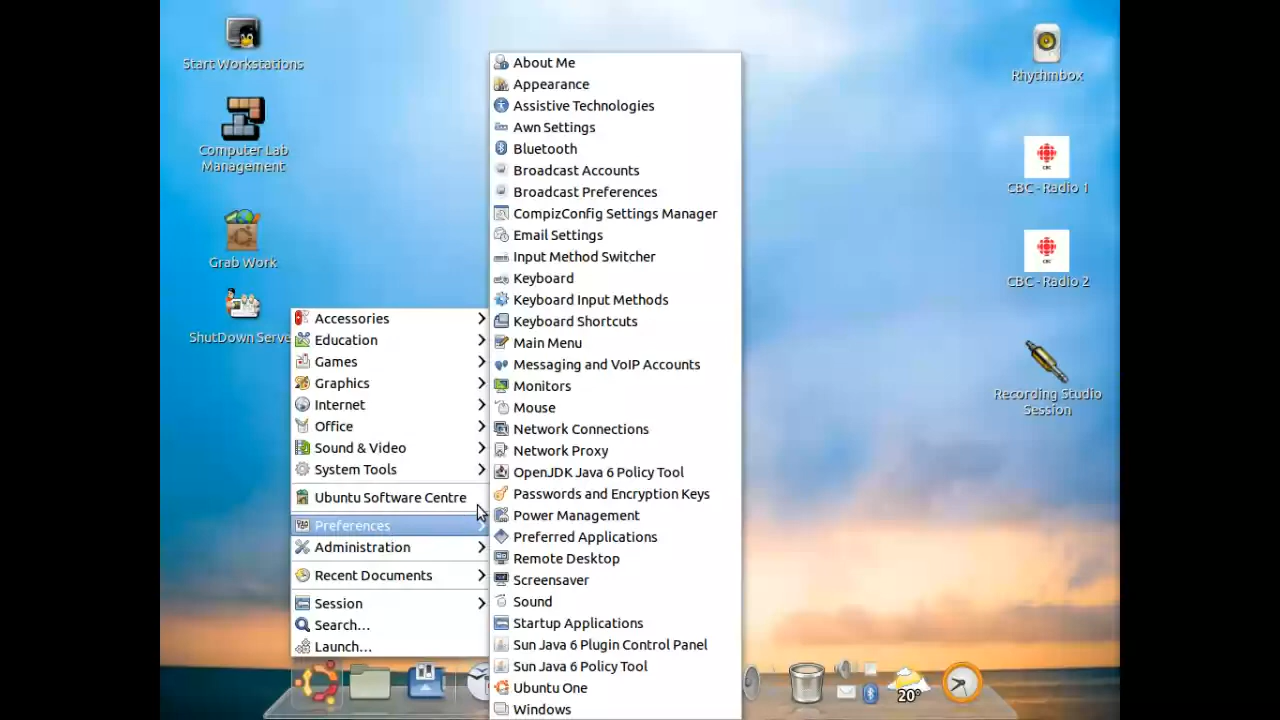 Start Workstations
Computer Lab
Management
Grab Work
ShutDown Serve
Accessories
Education
Games
Graphics
Internet
Office
Sound & Video
System Tools
Ubuntu Software Centre
Preferences
Administration
Recent Documents
Session
Search...
Launch...
About Me
Appearance
Assistive Technologies
Awn Settings
Bluetooth
Broadcast Accounts
Broadcast Preferences
CompizConfig Settings Manager
Email Settings
Input Method Switcher
Keyboard
Keyboard Input Methods
Keyboard Shortcuts
Main Menu
Messaging and VoIP Accounts
Monitors
Mouse
Network Connections
Network Proxy
OpenJDK Java 6 Policy Tool
Passwords and Encryption Keys
Power Management
Preferred Applications
Remote Desktop
Screensaver
Sound
Startup Applications
Sun Java 6 Plugin Control Panel
Sun Java 6 Policy Tool
Ubuntu One
Windows
Rhythmbox
CBC
CBC - Radio 1
CBC
CBC - Radio 2
Recording Studio
Session
20°